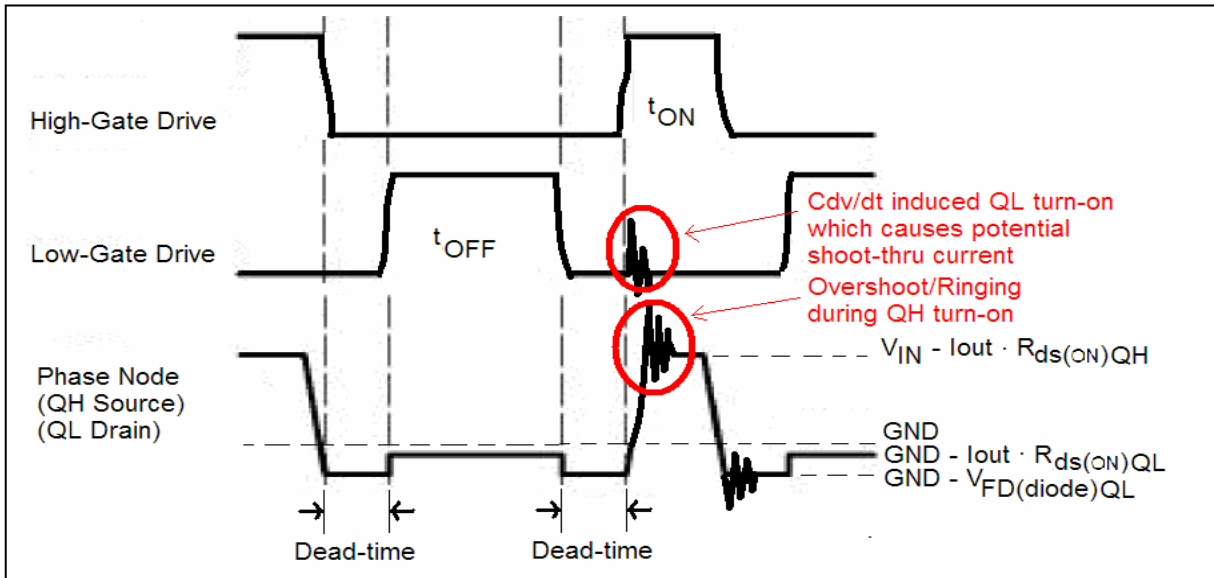 High-Gate Drive
tON
Low-Gate Drive
tOFF
Cdv/dt induced QL turn-on
which causes potential
shoot-thru current
Overshoot/Ringing
during QH turn-on
VIN - Iout · Rds(ON)QH
Phase Node
(QH Source)
(QL Drain)
GND
GND - Iout · Rds(ON)QL
GND - VFD(diode)QL
Dead-time
Dead-time